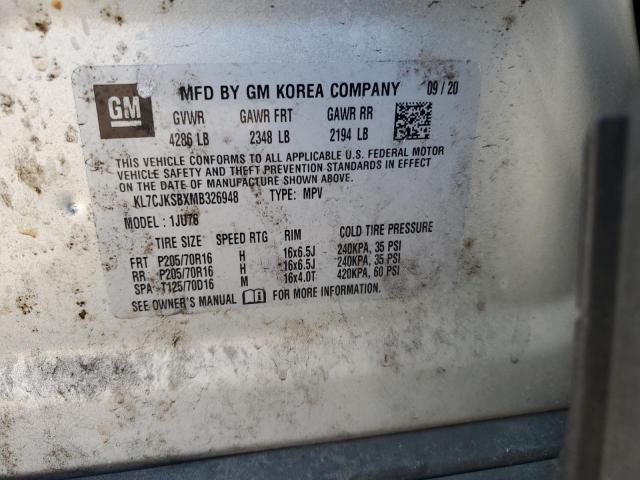 GM
MFD BY GM KOREA COMPANY 09/20
GVWR GAWR FRT GAWR RR
4286 LB 2348 LB 2194 LB
THIS VEHICLE CONFORMS TO ALL APPLICABLE U.S. FEDERAL MOTOR
VEHICLE SAFETY AND THEFT PREVENTION STANDARDS IN EFFECT
ON THE DATE OF MANUFACTURE SHOWN ABOVE.
KL7CJKSBXMB326948 TYPE: MPV
MODEL: 1JU78
TIRE SIZE SPEED RTG RIM COLD TIRE PRESSURE
FRT P205/70R16 H 16x6.5J 240KPA, 35 PSI
RR P205/70R16 H 16x6.5J 240KPA, 35 PSI
SPA T125/70D16 M 16x4.0T 420KPA, 60 PSI
SEE OWNER'S MANUAL FOR MORE INFORMATION.